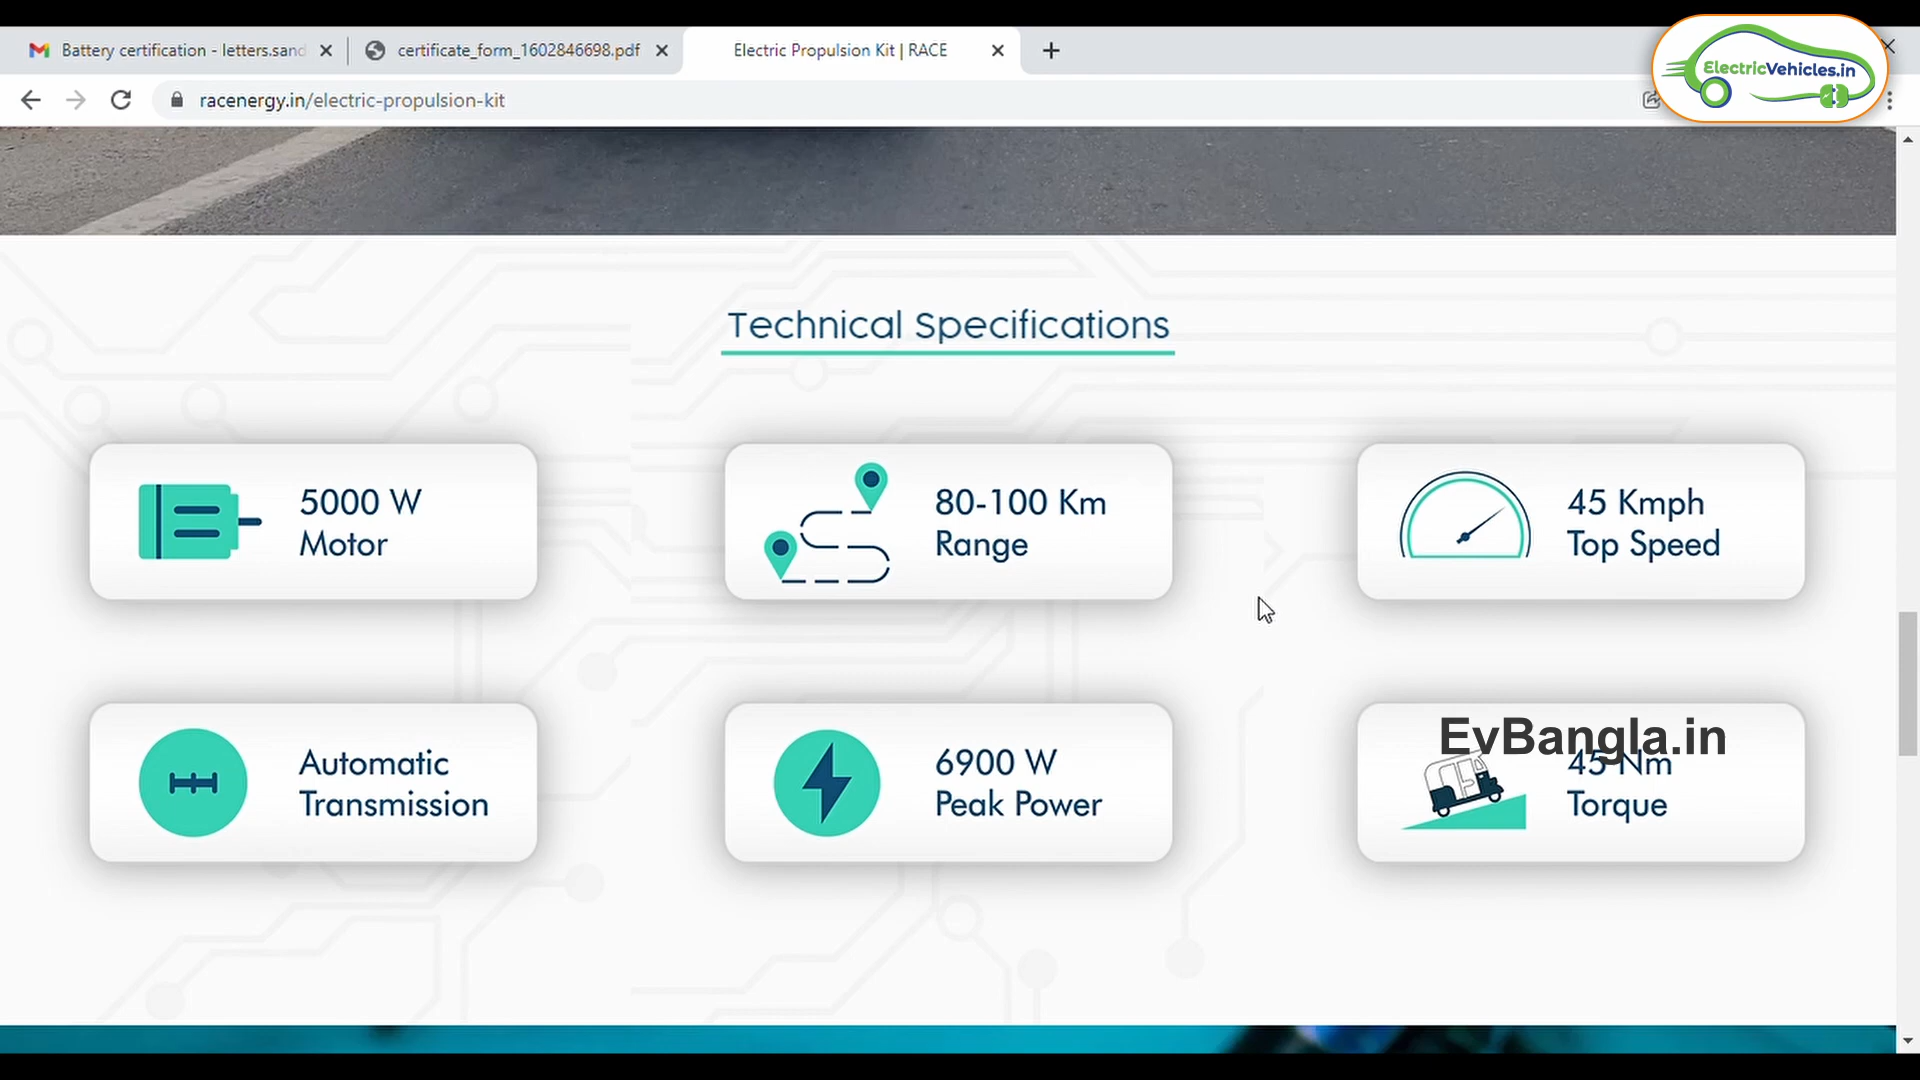 Battery certification - letters.sand
certificate_form_1602846698.pdf
Electric Propulsion Kit | RACE
ElectricVehicles.in
racenergy.in/electric-propulsion-kit
Technical Specifications
5000 W
Motor
80-100 Km
Range
45 Kmph
Top Speed
Automatic
Transmission
6900 W
Peak Power
EvBangla.in
45 Nm
Torque